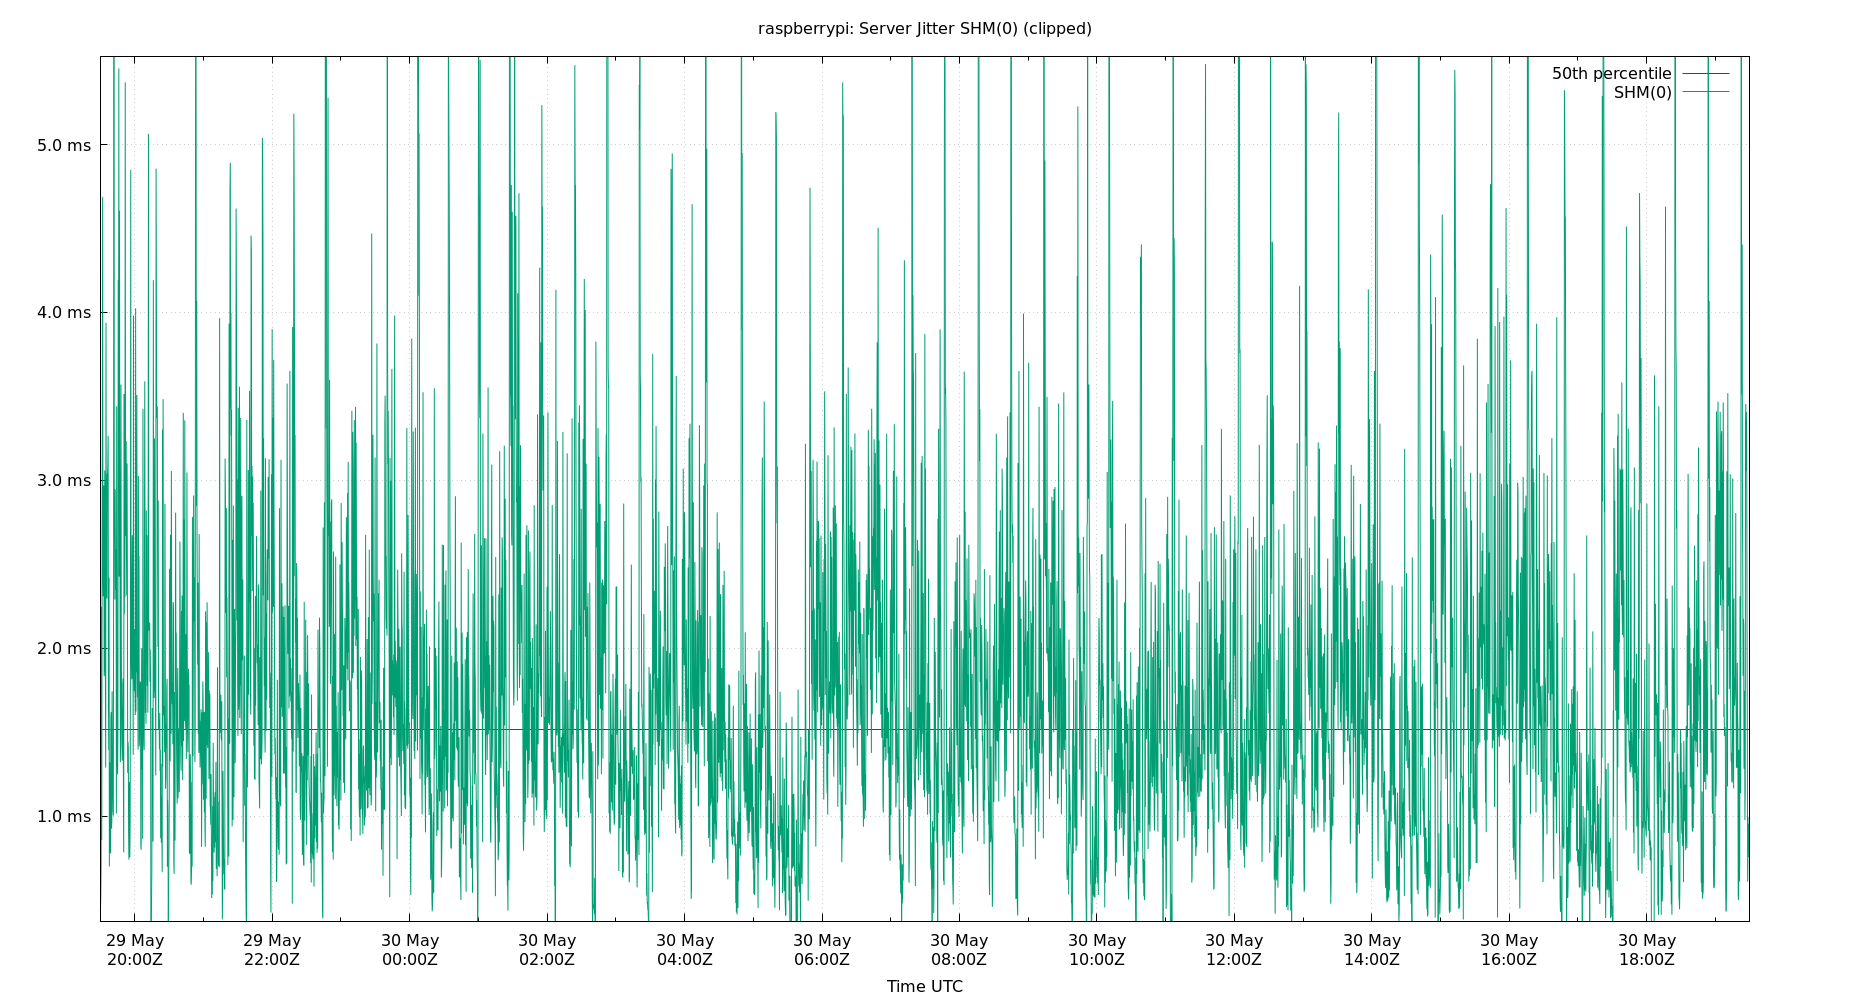 raspberrypi: Server Jitter SHM(0) (clipped)
50th percentile
SHM(0)
5.0 ms
4.0 ms
3.0 ms
2.0 ms
1.0 ms
29 May 29 May 30 May 30 May 30 May 30 May 30 May 30 May 30 May 30 May 30 May 30 May
20:00Z 22:00Z 00:00Z 02:00Z 04:00Z 06:00Z 08:00Z 10:00Z 12:00Z 14:00Z 16:00Z 18:00Z
Time UTC